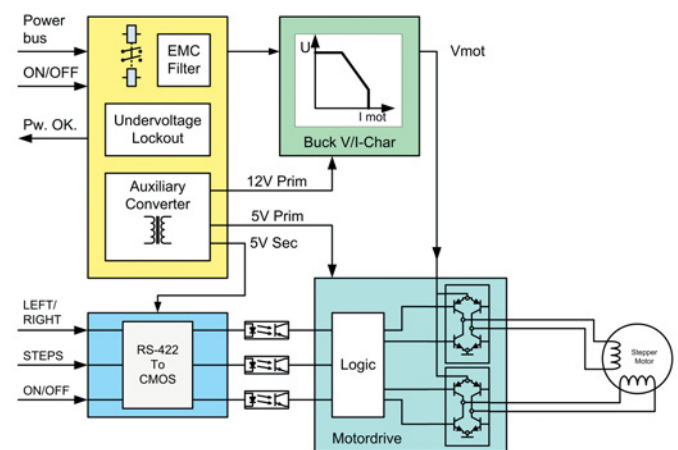 Power
bus
ON/OFF
Pw. OK.
EMC
Filter
Undervoltage
Lockout
Auxiliary
Converter
U
I mot
Buck V/I-Char
Vmot
12V Prim
5V Prim
5V Sec
LEFT/
RIGHT
STEPS
ON/OFF
RS-422
To
CMOS
Logic
Motordrive
Stepper
Motor